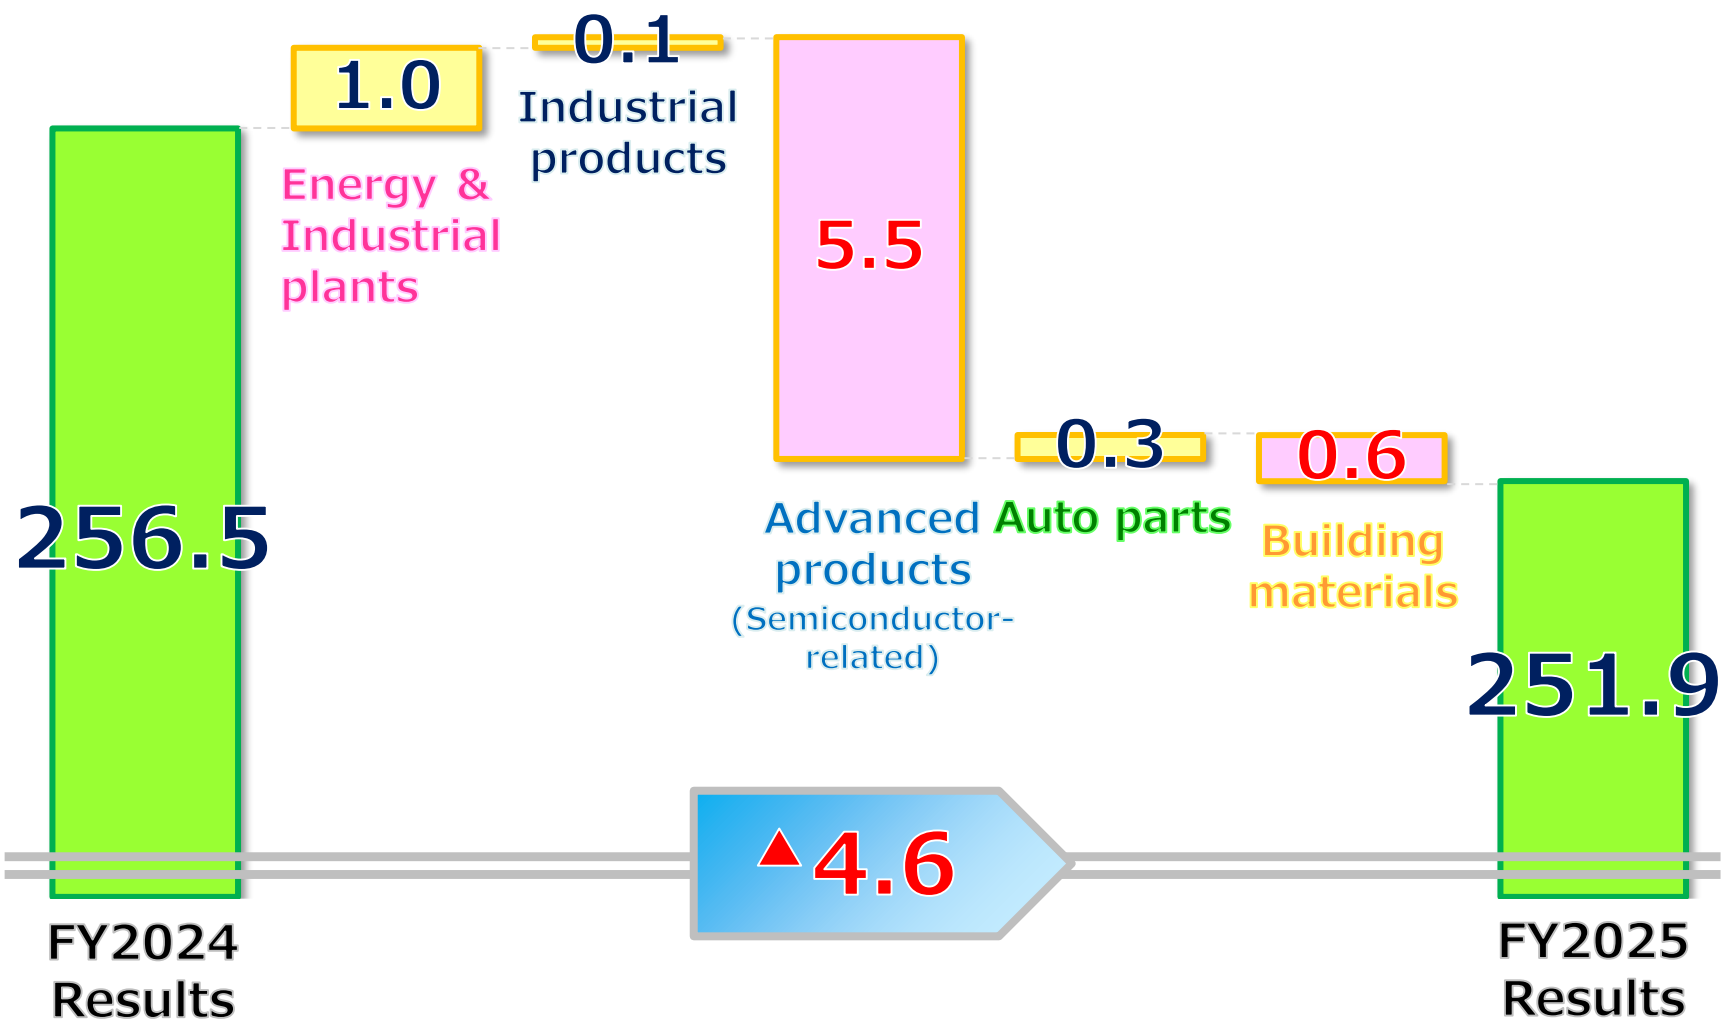 256.5
FY2024
Results
1.0
Energy &
Industrial
plants
0.1
Industrial
products
5.5
Advanced
products
(Semiconductor-
related)
0.3
Auto parts
0.6
Building
materials
251.9
FY2025
Results
▲4.6